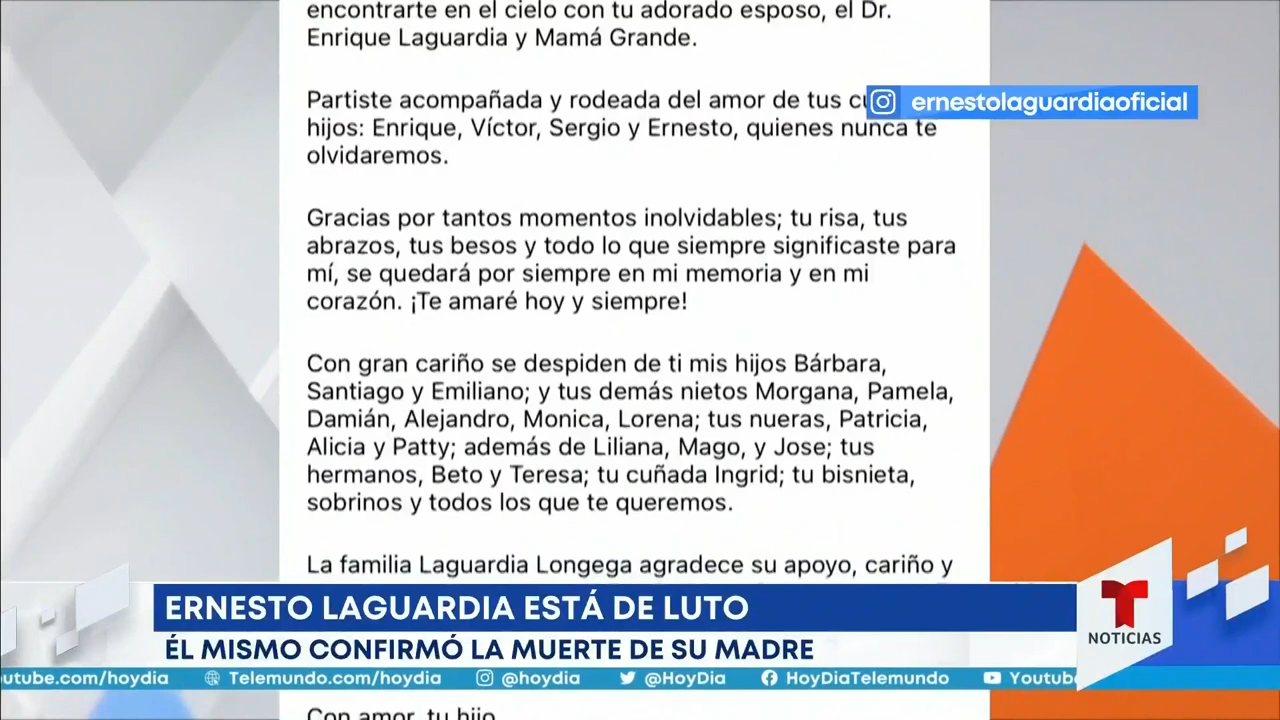 encontrarte en el cielo con tu adorado esposo, el Dr.
Enrique Laguardia y Mamá Grande.
Partiste acompañada y rodeada del amor de tus
hijos: Enrique, Víctor, Sergio y Ernesto, quienes nunca te
olvidaremos.
ernestolaguardiaoficial
Gracias por tantos momentos inolvidables; tu risa, tus
abrazos, tus besos y todo lo que siempre significaste para
mí, se quedará por siempre en mi memoria y en mi
corazón. ¡Te amaré hoy y siempre!
Con gran cariño se despiden de ti mis hijos Bárbara,
Santiago y Emiliano; y tus demás nietos Morgana, Pamela,
Damián, Alejandro, Monica, Lorena; tus nueras, Patricia,
Alicia y Patty; además de Liliana, Mago, y Jose; tus
hermanos, Beto y Teresa; tu cuñada Ingrid; tu bisnieta,
sobrinos y todos los que te queremos.
La familia Laguardia Longega agradece su apoyo, cariño y
ERNESTO LAGUARDIA ESTÁ DE LUTO
ÉL MISMO CONFIRMÓ LA MUERTE DE SU MADRE
T
NOTICIAS
outube.com/hoydia Telemundo.com/hoydia @hoydia @HoyDia HoyDiaTelemundo Youtube
Con amor, tu hijo